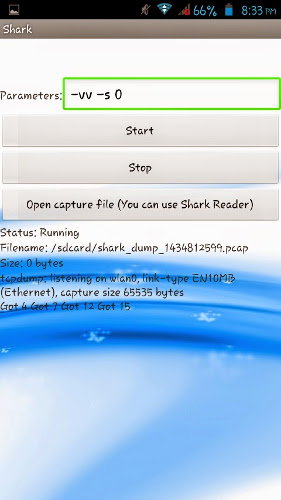 66% 8:33 PM
Shark
Parameters: -vv -s 0
Start
Stop
Open capture file (You can use Shark Reader)
Status: Running
Filename: /sdcard/shark_dump_1434812599.pcap
Size: 0 bytes
tcpdump: listening on wlan0, link-type EN10MB
(Ethernet), capture size 65535 bytes
Got 4 Got 7 Got 12 Got 15